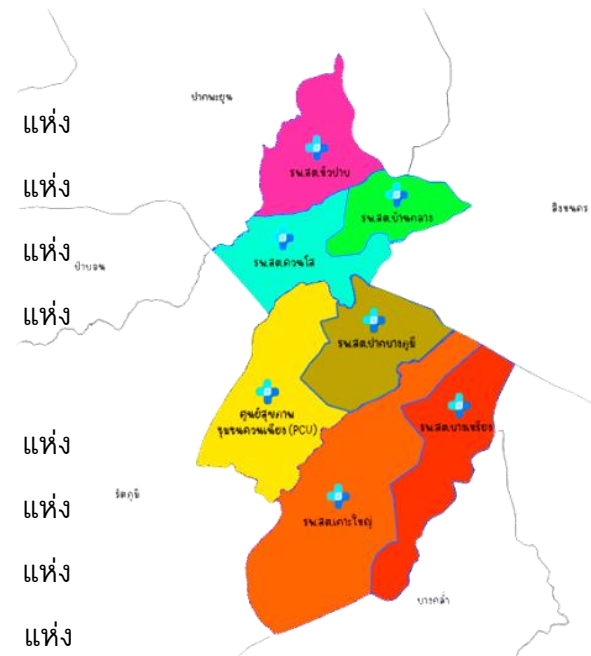 ปากพะยูน
แห่ง
รพ.สต.หัวปาบ
แห่ง
รพ.สต.บ้านกลาง
สิงหนคร
รพ.สต.ควนโส
แห่ง
ป่าบอน
แห่ง
รพ.สต.ปากบางภูมี
ศูนย์สุขภาพ
ชุมชนควนเนียง (PCU)
รพ.สต.บางเหรียง
แห่ง
รัตภูมิ
แห่ง
รพ.สต.เกาะใหญ่
แห่ง
บางกล่ำ
แห่ง